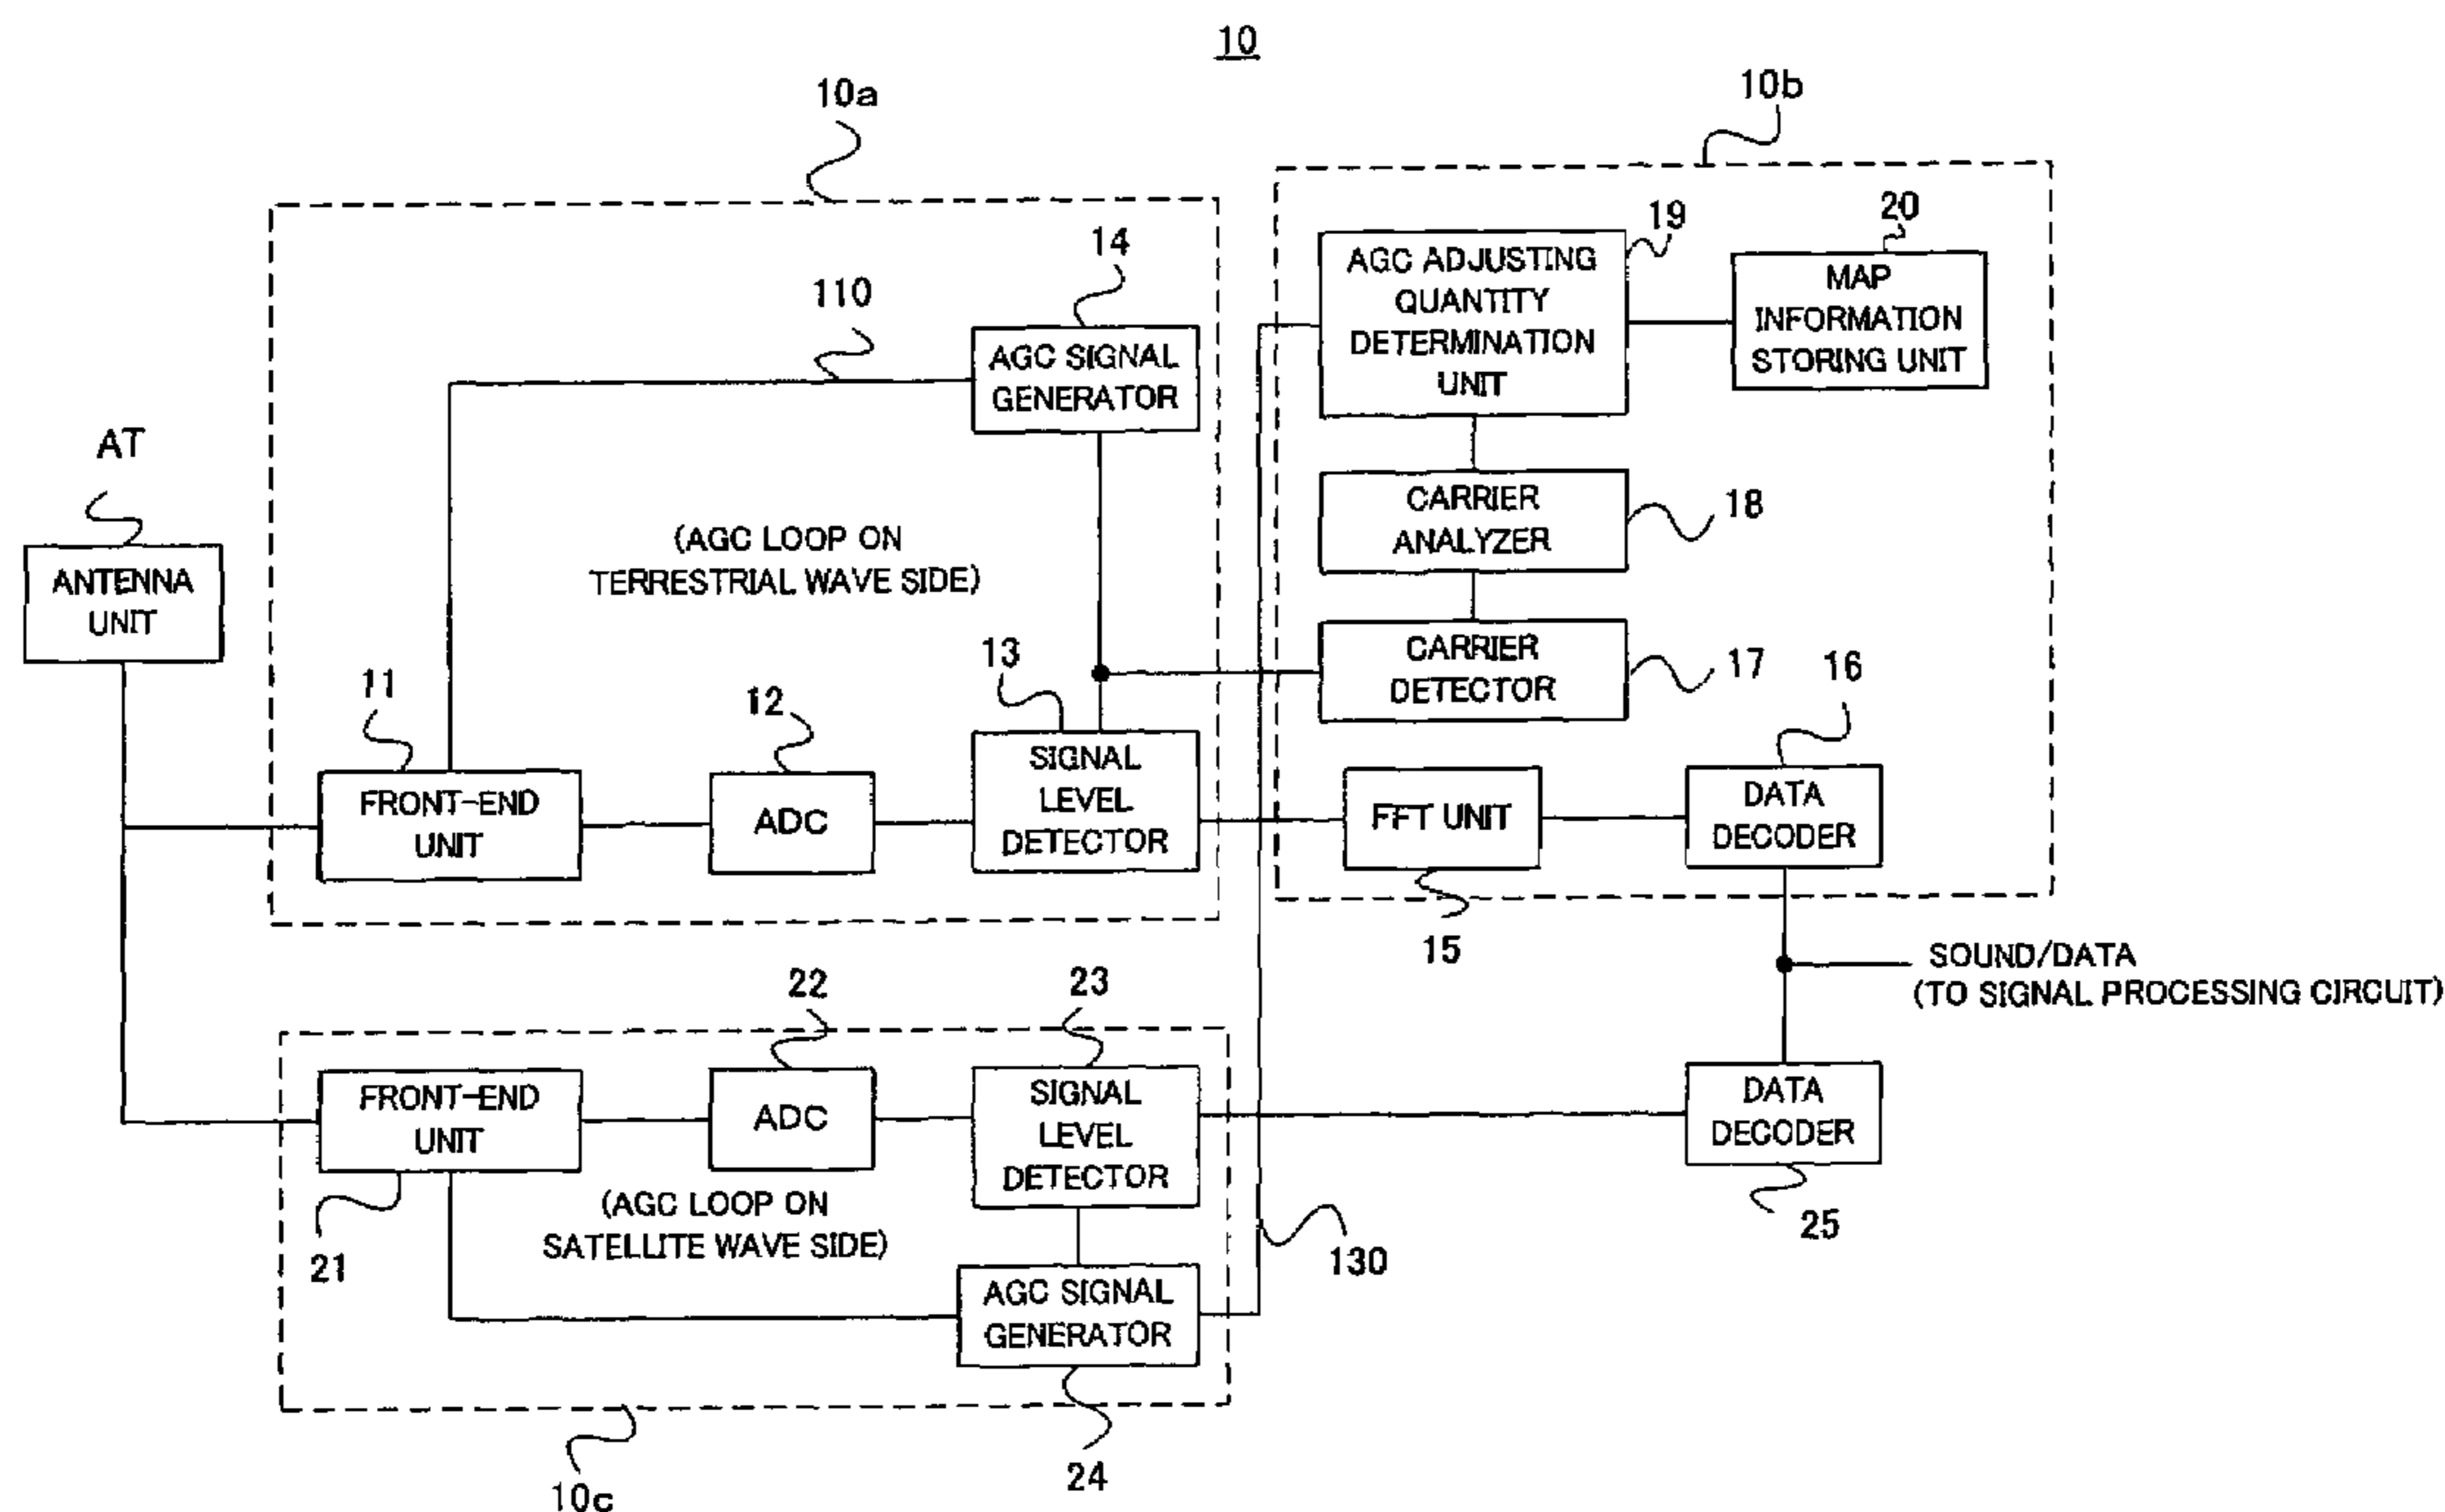 10
10a
10b
14
110
AGC SIGNAL
GENERATOR
19
20
AGC ADJUSTING
QUANTITY
DETERMINATION
UNIT
MAP
INFORMATION
STORING UNIT
AT
ANTENNA
UNIT
(AGC LOOP ON
TERRESTRIAL WAVE SIDE)
CARRIER
ANALYZER
18
CARRIER
DETECTOR
17
11
12
13
16
FRONT-END
UNIT
ADC
SIGNAL
LEVEL
DETECTOR
FFT UNIT
DATA
DECODER
15
SOUND/DATA
(TO SIGNAL PROCESSING CIRCUIT)
22
23
FRONT-END
UNIT
ADC
SIGNAL
LEVEL
DETECTOR
DATA
DECODER
25
21
(AGC LOOP ON
SATELLITE WAVE SIDE)
AGC SIGNAL
GENERATOR
130
24
10c